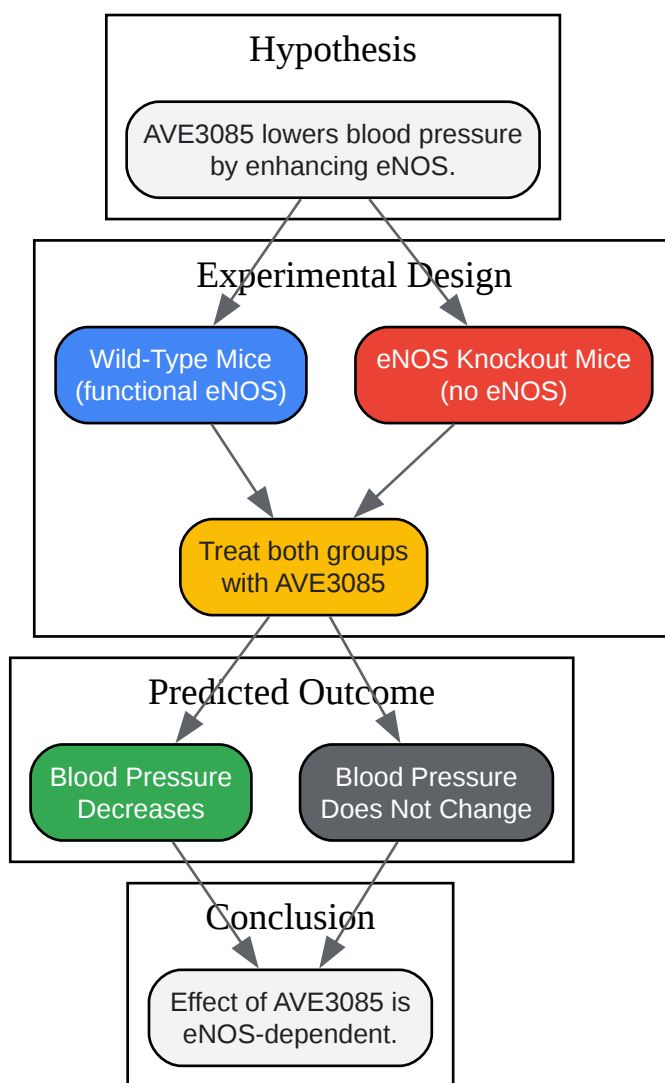 Hypothesis
AVE3085 lowers blood pressure
by enhancing eNOS.
Experimental Design
Wild-Type Mice
(functional eNOS)
eNOS Knockout Mice
(no eNOS)
Treat both groups
with AVE3085
Predicted Outcome
Blood Pressure
Decreases
Blood Pressure
Does Not Change
Conclusion
Effect of AVE3085 is
eNOS-dependent.